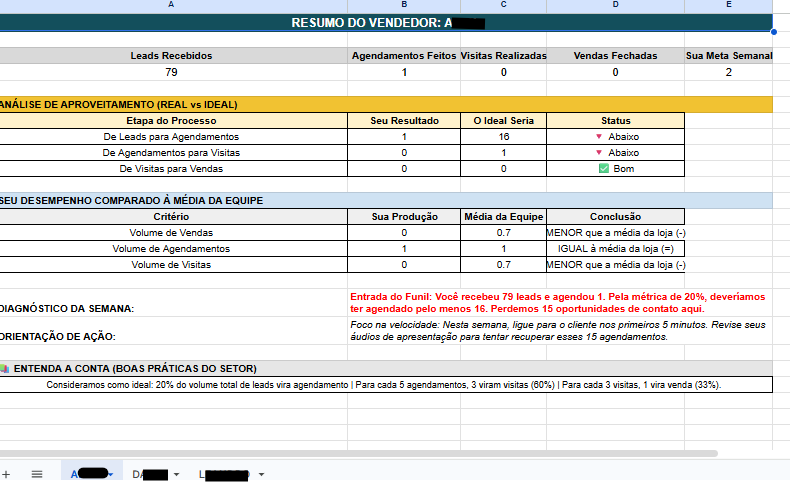 A B C D E
RESUMO DO VENDEDOR: A
Leads Recebidos Agendamentos Feitos Visitas Realizadas Vendas Fechadas Sua Meta Semanal
79 1 0 0 2
ANÁLISE DE APROVEITAMENTO (REAL vs IDEAL)
Etapa do Processo Seu Resultado O Ideal Seria Status
De Leads para Agendamentos 1 16 🔻 Abaixo
De Agendamentos para Visitas 0 1 🔻 Abaixo
De Visitas para Vendas 0 0 ✅ Bom
SEU DESEMPENHO COMPARADO À MÉDIA DA EQUIPE
Critério Sua Produção Média da Equipe Conclusão
Volume de Vendas 0 0.7 MENOR que a média da loja (-)
Volume de Agendamentos 1 1 IGUAL à média da loja (=)
Volume de Visitas 0 0.7 MENOR que a média da loja (-)
DIAGNÓSTICO DA SEMANA:
Entrada do Funil: Você recebeu 79 leads e agendou 1. Pela métrica de 20%, deveríamos
ter agendado pelo menos 16. Perdemos 15 oportunidades de contato aqui.
ORIENTAÇÃO DE AÇÃO:
Foco na velocidade: Nesta semana, ligue para o cliente nos primeiros 5 minutos. Revise seus
áudios de apresentação para tentar recuperar esses 15 agendamentos.
📚 ENTENDA A CONTA (BOAS PRÁTICAS DO SETOR)
Consideramos como ideal: 20% do volume total de leads vira agendamento | Para cada 5 agendamentos, 3 viram visitas (60%) | Para cada 3 visitas, 1 vira venda (33%).
A DA L